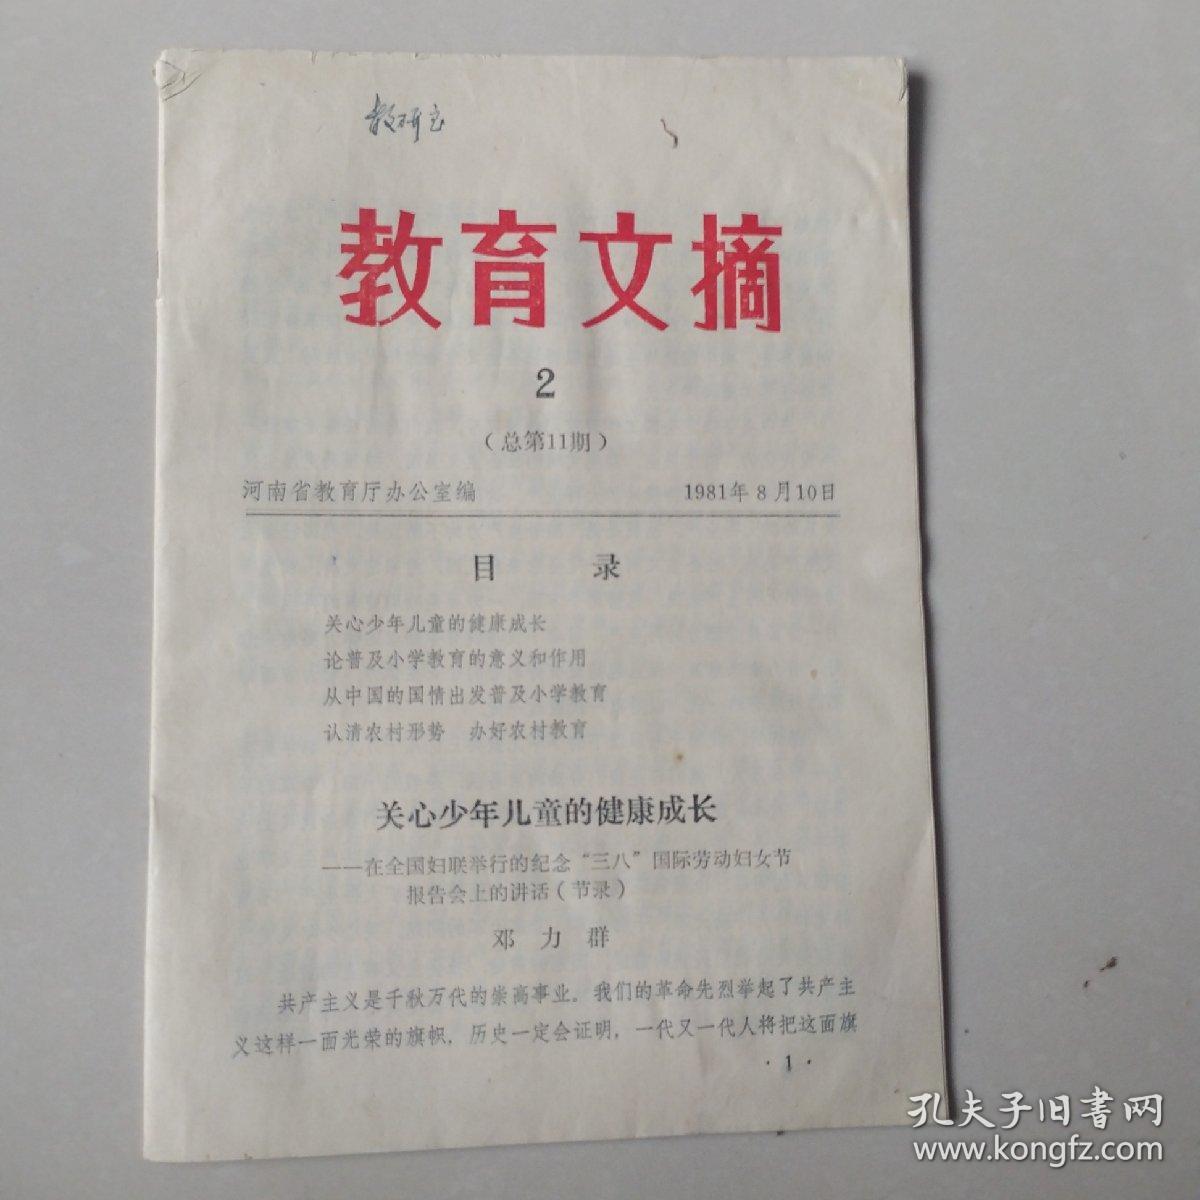 教研室
教育文摘
2
（总第11期）
河南省教育厅办公室编 1981年8月10日
目 录
关心少年儿童的健康成长
论普及小学教育的意义和作用
从中国的国情出发普及小学教育
认清农村形势 办好农村教育
关心少年儿童的健康成长
——在全国妇联举行的纪念“三八”国际劳动妇女节
报告会上的讲话（节录）
邓 力 群
共产主义是千秋万代的崇高事业。我们的革命先烈举起了共产主
义这样一面光荣的旗帜，历史一定会证明，一代又一代人将把这面旗
·1·
孔夫子旧书网
www.kongfz.com